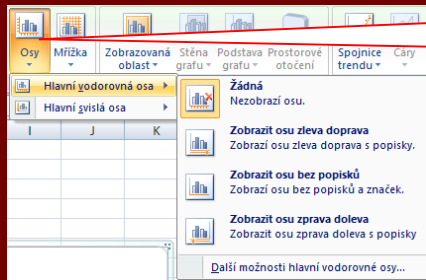 Osy Mřížka Zobrazovaná oblast Stěna grafu Podstava grafu Prostorové otočení Spojnice trendu Čáry
Hlavní vodorovná osa
Hlavní svislá osa
I J K
Žádná
Nezobrazí osu.
Zobrazit osu zleva doprava
Zobrazí osu zleva doprava s popisky.
Zobrazit osu bez popisků
Zobrazí osu bez popisků a značek.
Zobrazit osu zprava doleva
Zobrazit osu zprava doleva s popisky
Další možnosti hlavní vodorovné osy...